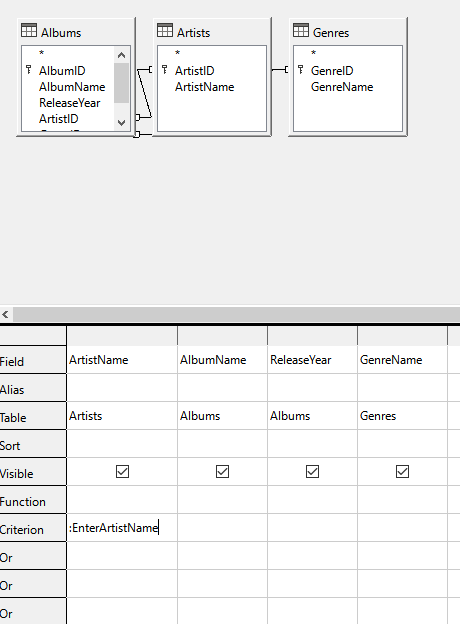 Albums
*
AlbumID
AlbumName
ReleaseYear
ArtistID
Artists
*
ArtistID
ArtistName
Genres
*
GenreID
GenreName
Field ArtistName AlbumName ReleaseYear GenreName
Alias
Table Artists Albums Albums Genres
Sort
Visible
Function
Criterion :EnterArtistName
Or
Or
Or